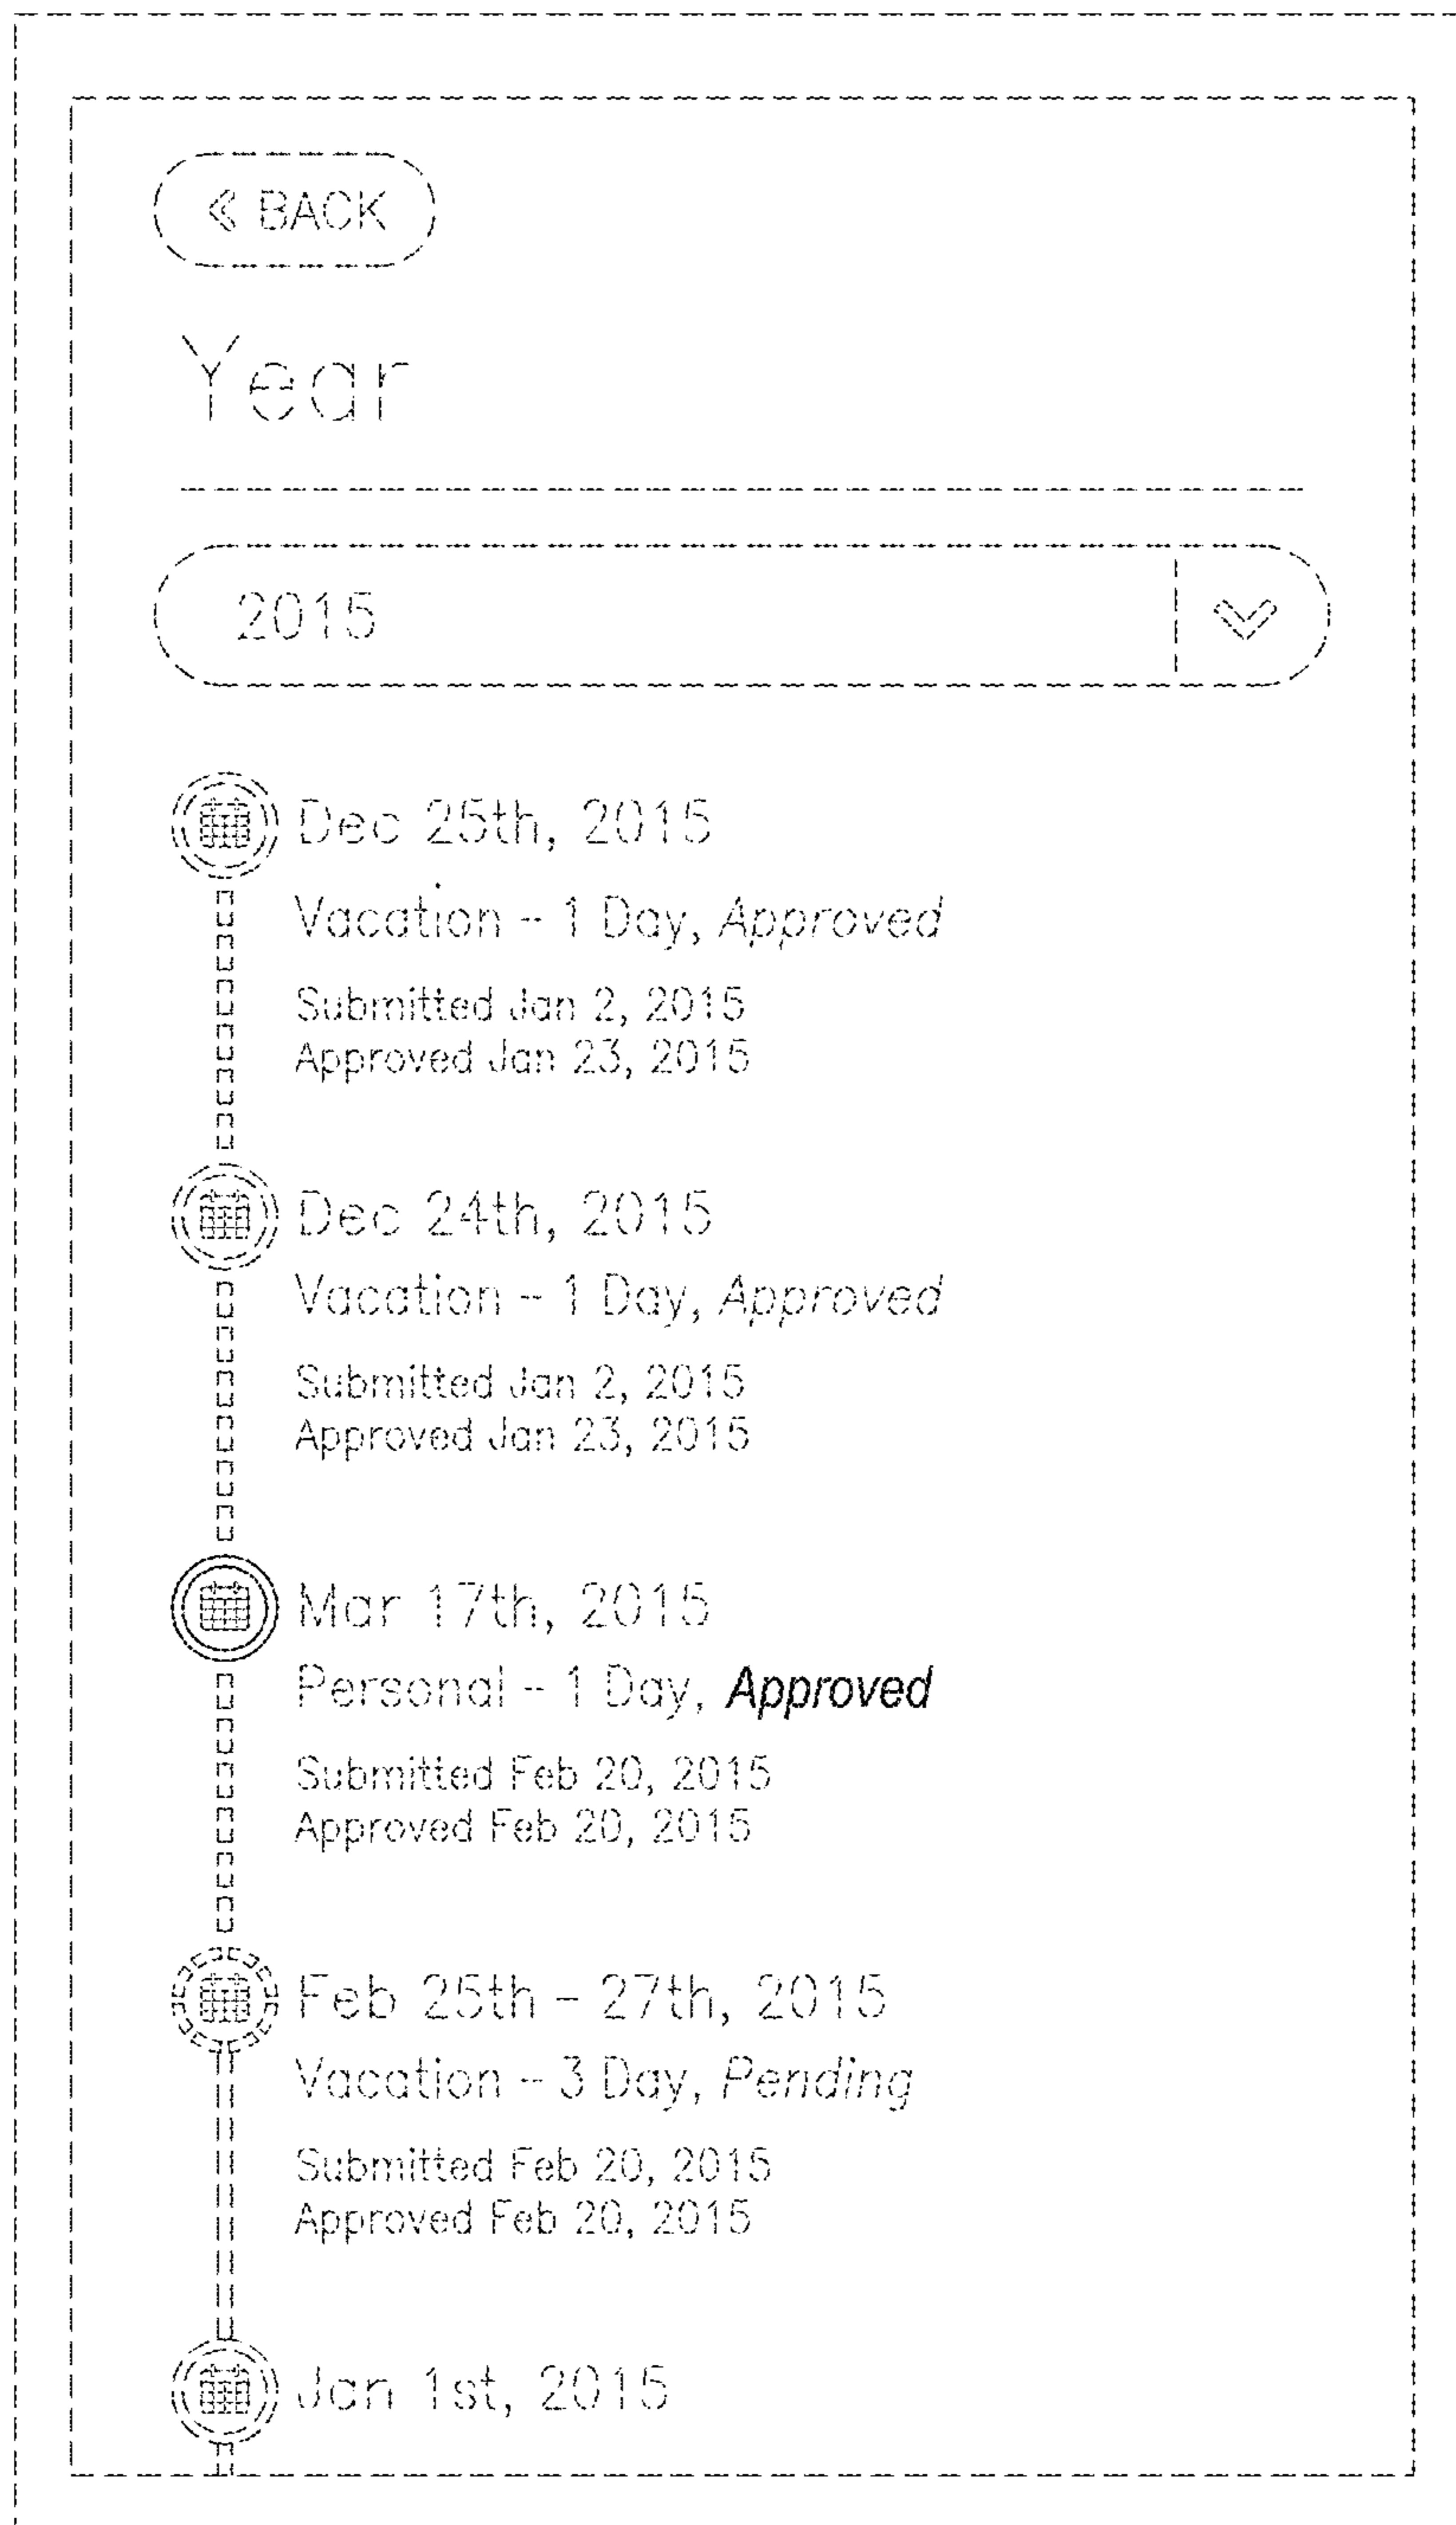 « BACK
Year
2015
Dec 25th, 2015
Vacation - 1 Day, Approved
Submitted Jan 2, 2015
Approved Jan 23, 2015
Dec 24th, 2015
Vacation - 1 Day, Approved
Submitted Jan 2, 2015
Approved Jan 23, 2015
Mar 17th, 2015
Personal - 1 Day, Approved
Submitted Feb 20, 2015
Approved Feb 20, 2015
Feb 25th - 27th, 2015
Vacation - 3 Day, Pending
Submitted Feb 20, 2015
Approved Feb 20, 2015
Jan 1st, 2015